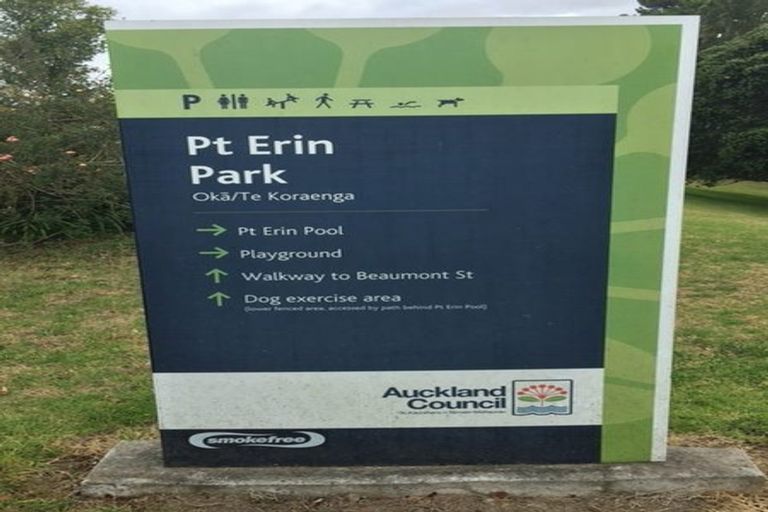 P
Pt Erin
Park
Okā/Te Koraenga
→ Pt Erin Pool
→ Playground
↑ Walkway to Beaumont St
↑ Dog exercise area
(lower fenced area, accessed by path behind Pt Erin Pool)
Auckland
Council
smokefree